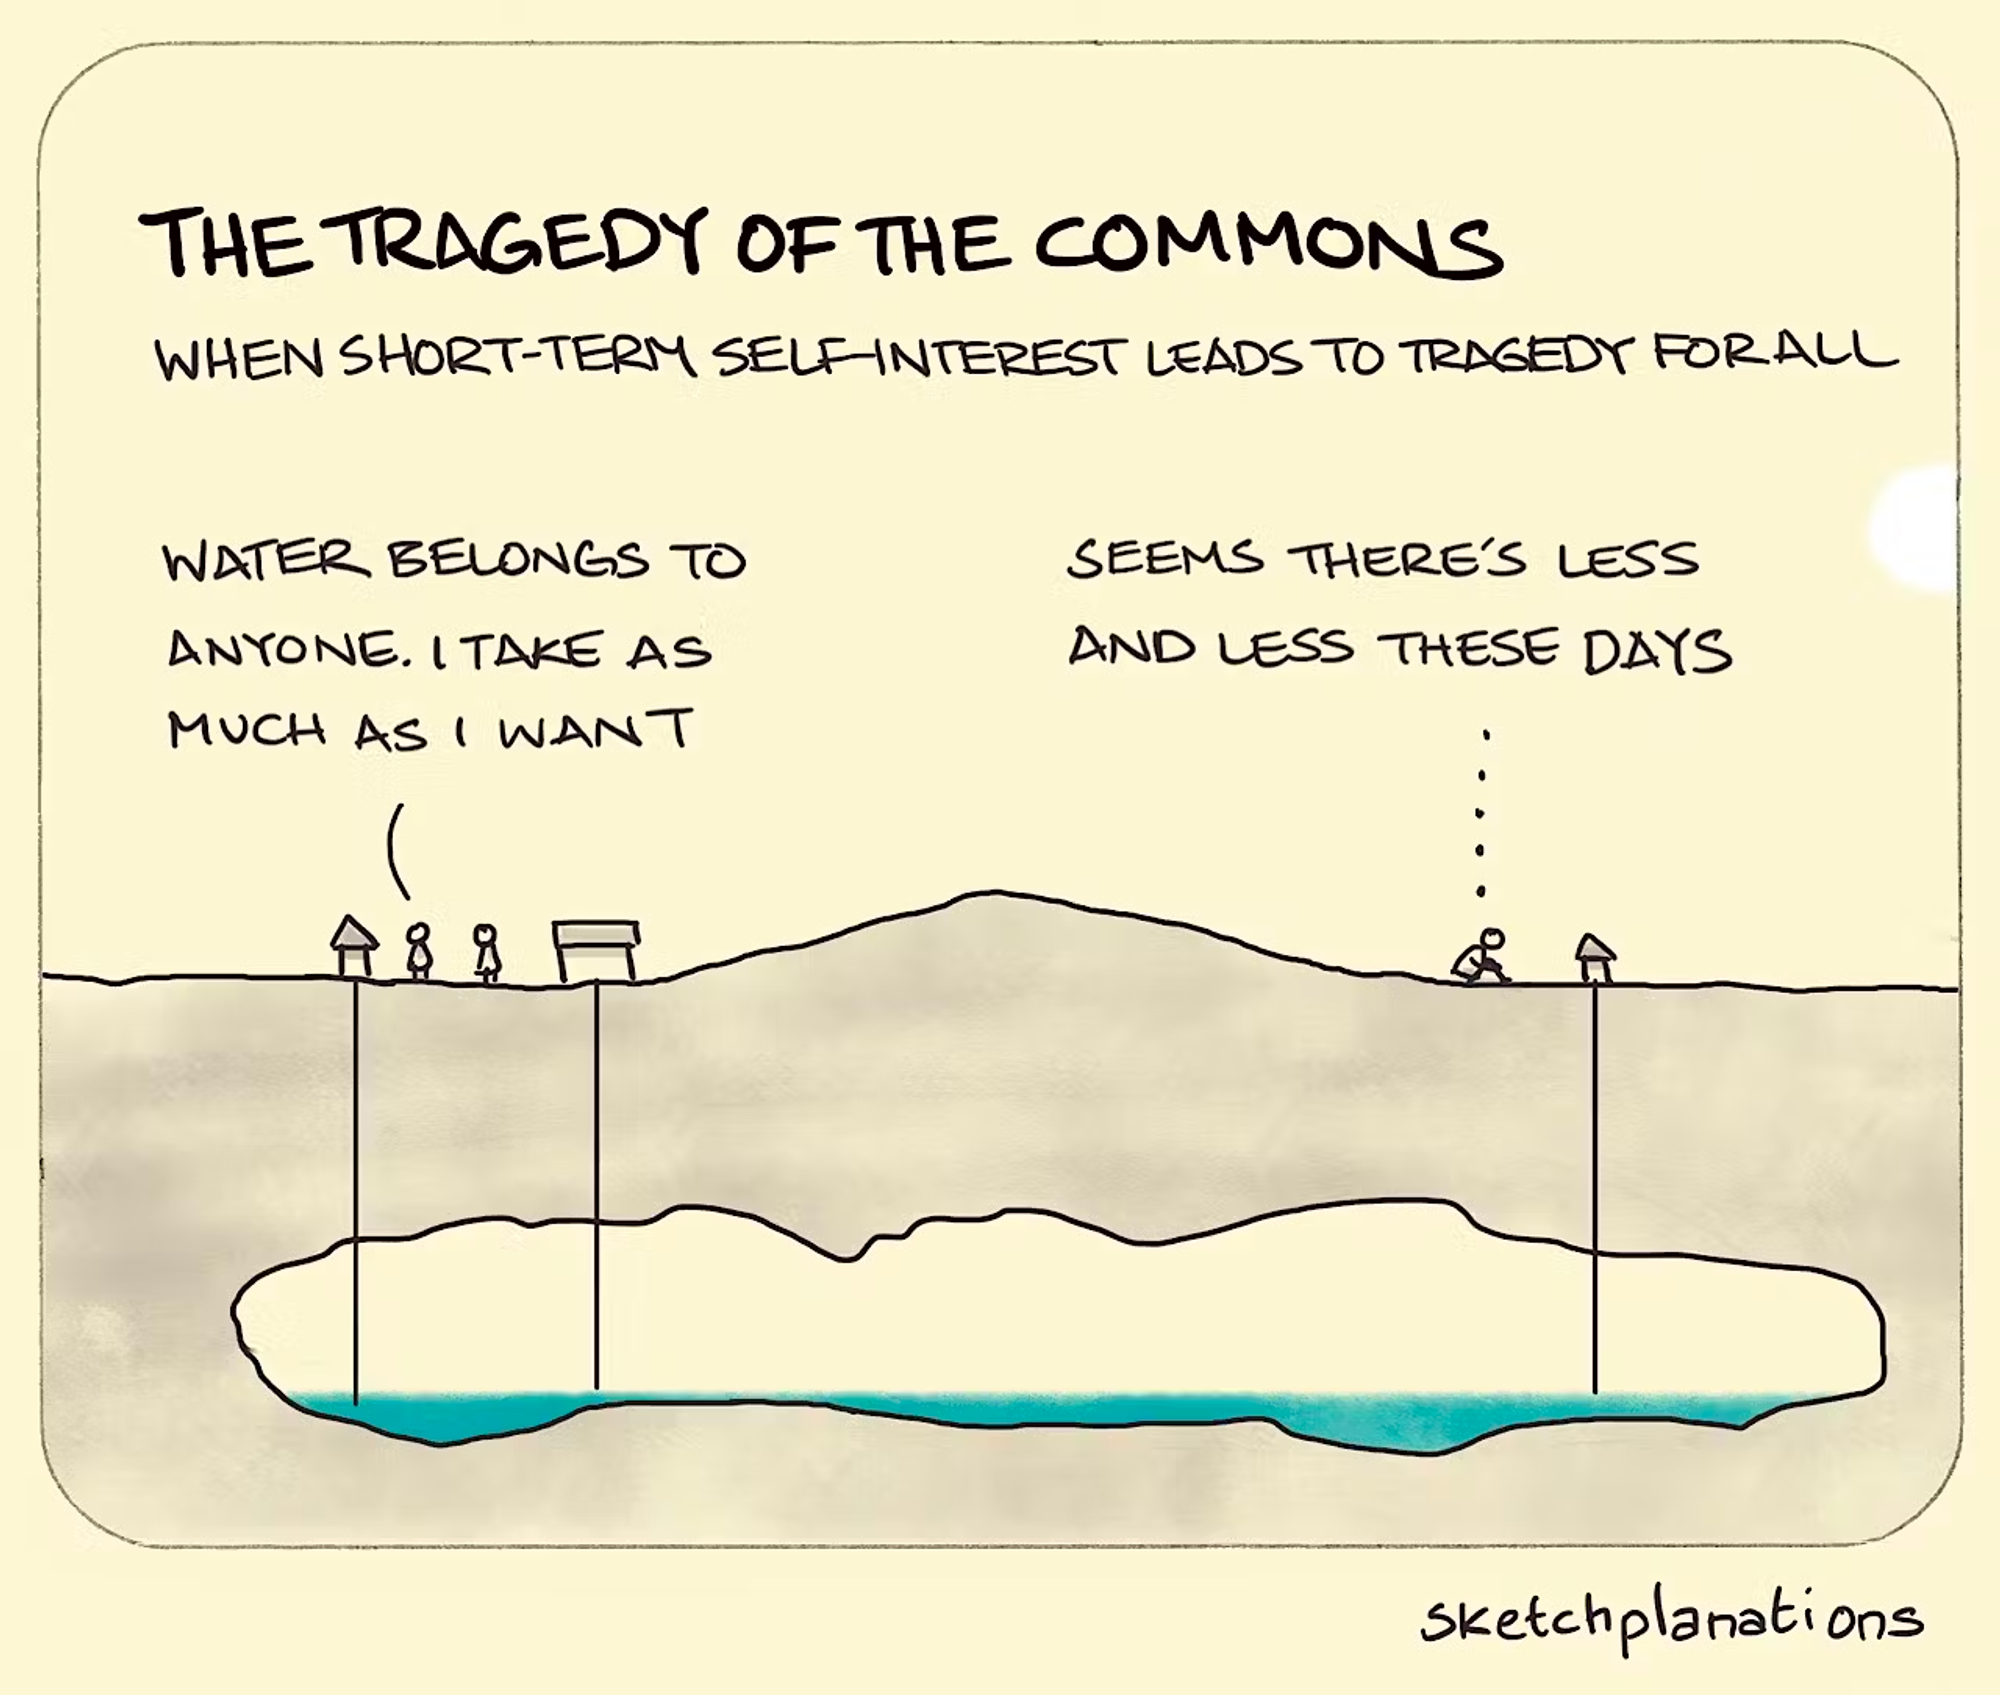 THE TRAGEDY OF THE COMMONS
WHEN SHORT-TERM SELF-INTEREST LEADS TO TRAGEDY FOR ALL
WATER BELONGS TO
ANYONE. I TAKE AS
MUCH AS I WANT
SEEMS THERE'S LESS
AND LESS THESE DAYS
sketchplanations